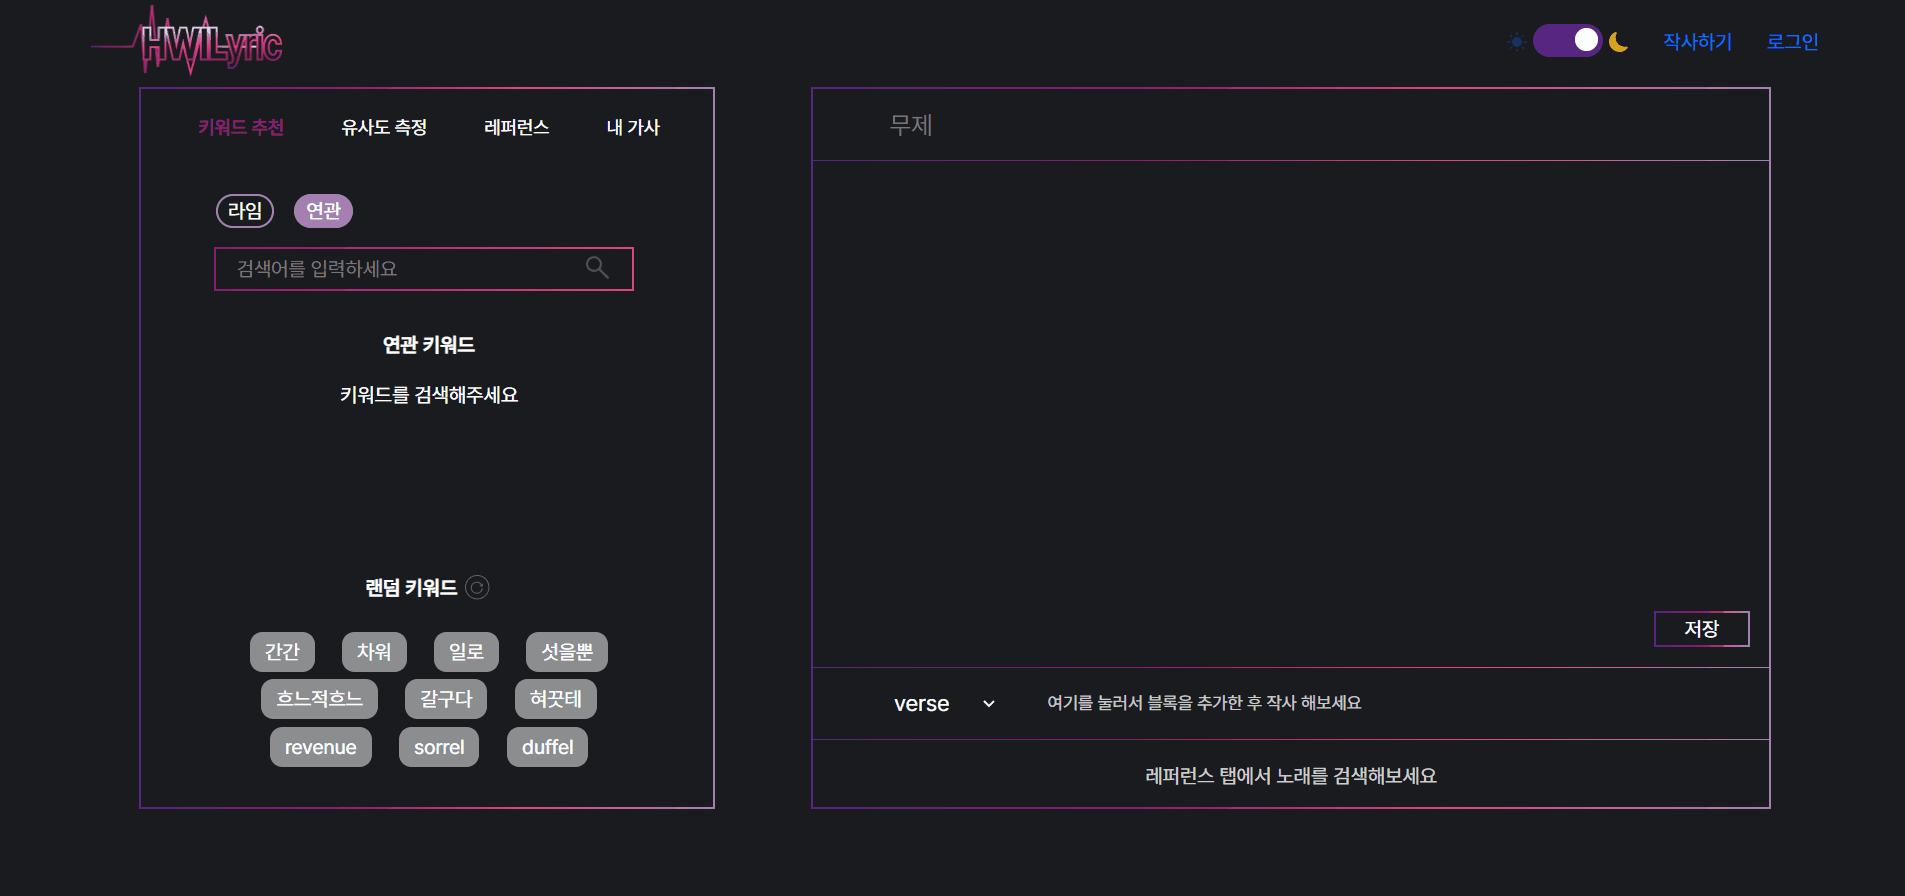 HWLyric
작사하기 로그인
키워드 추천 유사도 측정 레퍼런스 내 가사
라임 연관
검색어를 입력하세요
연관 키워드
키워드를 검색해주세요
랜덤 키워드
간간 차워 일로 섯을뿐
흐느적흐느 갈구다 혀끗테
revenue sorrel duffel
무제
저장
verse 여기를 눌러서 블록을 추가한 후 작사 해보세요
레퍼런스 탭에서 노래를 검색해보세요